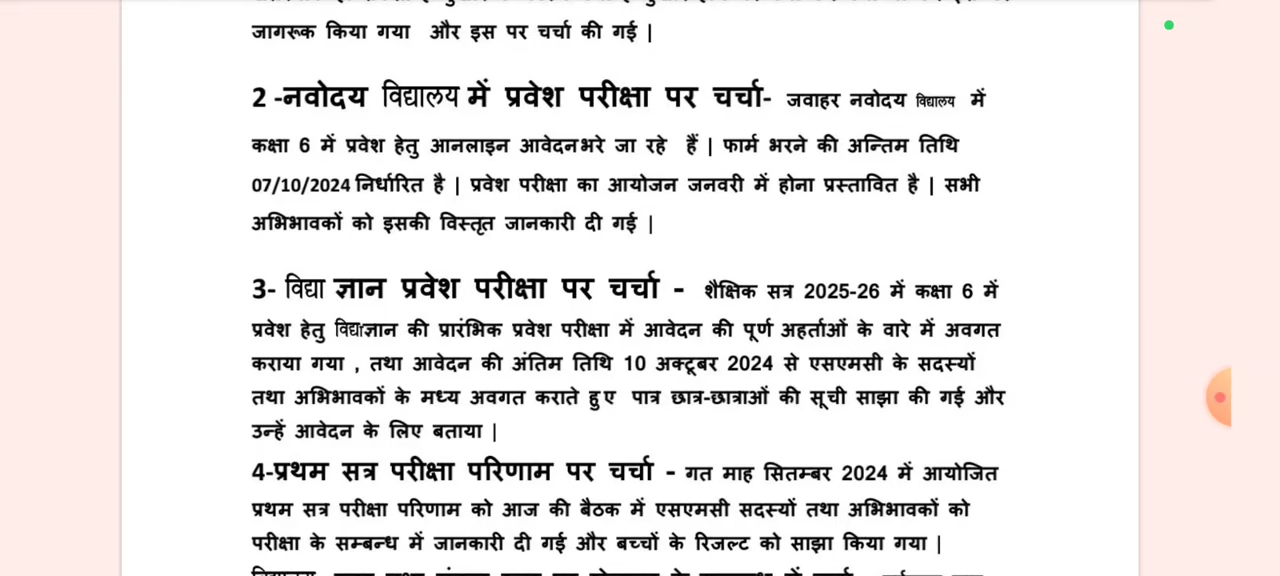 जागरूक किया गया और इस पर चर्चा की गई |
2 -नवोदय विद्यालय में प्रवेश परीक्षा पर चर्चा- जवाहर नवोदय विद्यालय में
कक्षा 6 में प्रवेश हेतु आनलाइन आवेदनभरे जा रहे हैं | फार्म भरने की अन्तिम तिथि
07/10/2024 निर्धारित है | प्रवेश परीक्षा का आयोजन जनवरी में होना प्रस्तावित है | सभी
अभिभावकों को इसकी विस्तृत जानकारी दी गई |
3- विद्या ज्ञान प्रवेश परीक्षा पर चर्चा - शैक्षिक सत्र 2025-26 में कक्षा 6 में
प्रवेश हेतु विद्याज्ञान की प्रारंभिक प्रवेश परीक्षा में आवेदन की पूर्ण अहर्ताओं के वारे में अवगत
कराया गया , तथा आवेदन की अंतिम तिथि 10 अक्टूबर 2024 से एसएमसी के सदस्यों
तथा अभिभावकों के मध्य अवगत कराते हुए पात्र छात्र-छात्राओं की सूची साझा की गई और
उन्हें आवेदन के लिए बताया |
4-प्रथम सत्र परीक्षा परिणाम पर चर्चा - गत माह सितम्बर 2024 में आयोजित
प्रथम सत्र परीक्षा परिणाम को आज की बैठक में एसएमसी सदस्यों तथा अभिभावकों को
परीक्षा के सम्बन्ध में जानकारी दी गई और बच्चों के रिजल्ट को साझा किया गया |